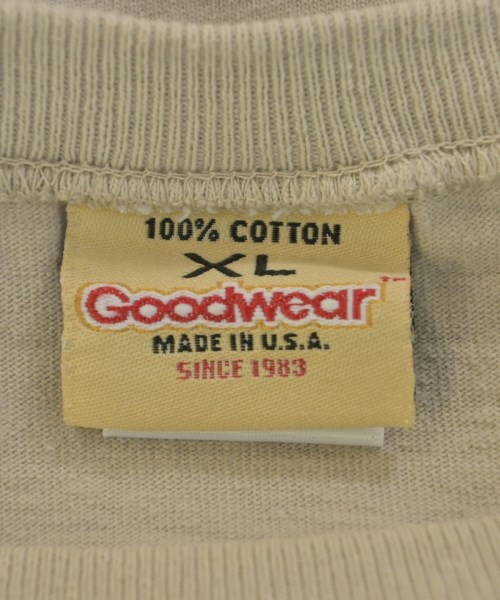 100% COTTON
XL
Goodwear™
MADE IN U.S.A.
SINCE 1983